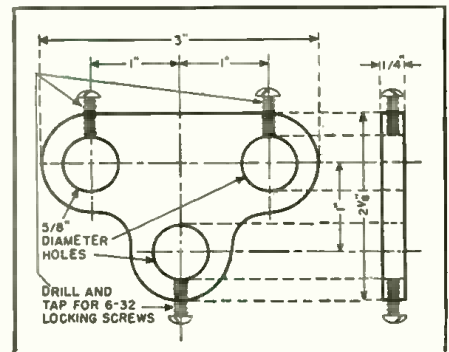 3"
1"
1"
1/4"
1"
2 1/8"
5/8"
DIAMETER
HOLES
DRILL AND
TAP FOR 6-32
LOCKING SCREWS